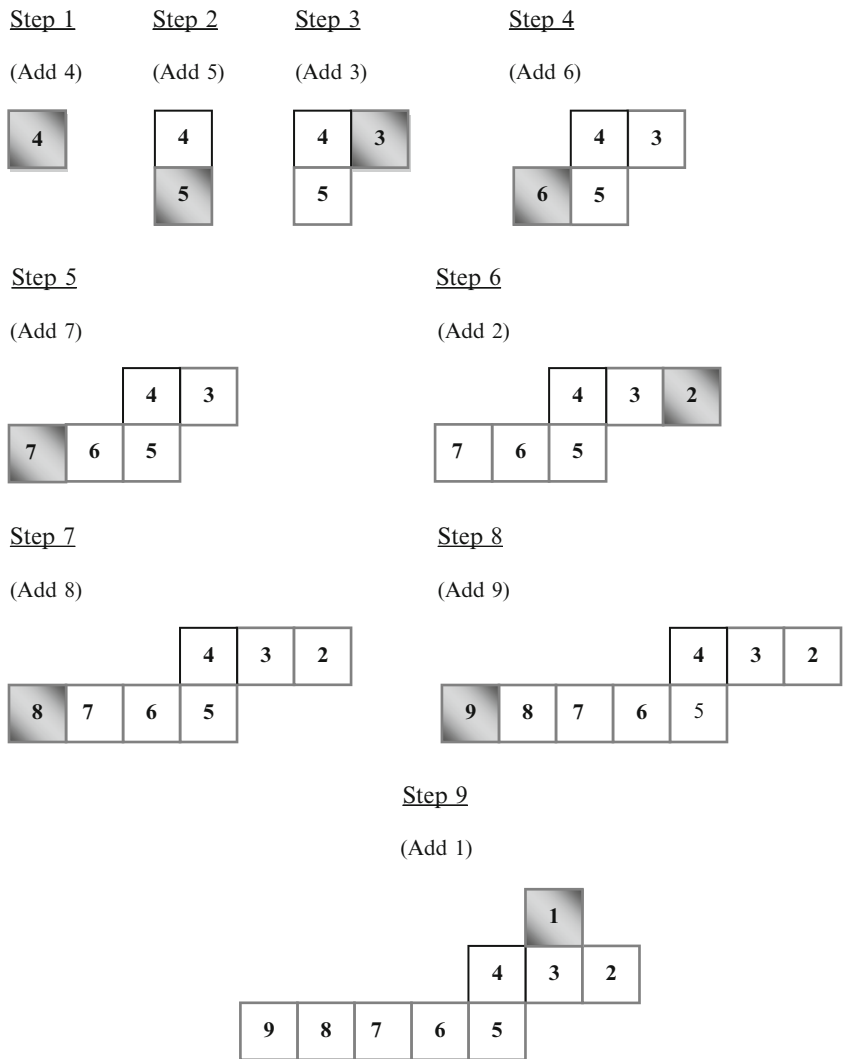 Step 1 Step 2 Step 3 Step 4
(Add 4) (Add 5) (Add 3) (Add 6)
4 4 4 3 4 3
5 5 6 5
Step 5 Step 6
(Add 7) (Add 2)
4 3 4 3 2
7 6 5 7 6 5
Step 7 Step 8
(Add 8) (Add 9)
4 3 2 4 3 2
8 7 6 5 9 8 7 6 5
Step 9
(Add 1)
1
4 3 2
9 8 7 6 5